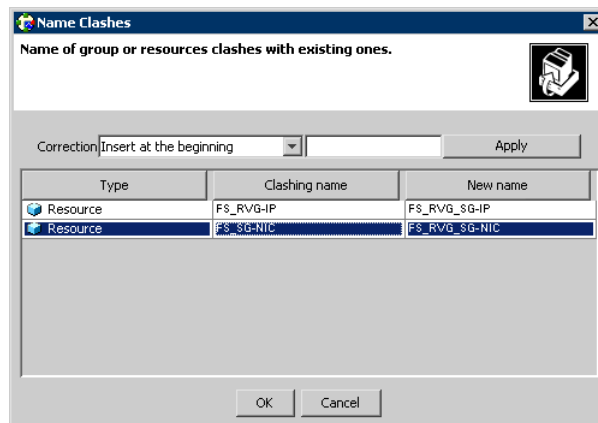 Name Clashes
Name of group or resources clashes with existing ones.
Correction Insert at the beginning Apply
Type Clashing name New name
Resource FS_RVG-IP FS_RVG_SG-IP
Resource FS_SG-NIC FS_RVG_SG-NIC
OK Cancel